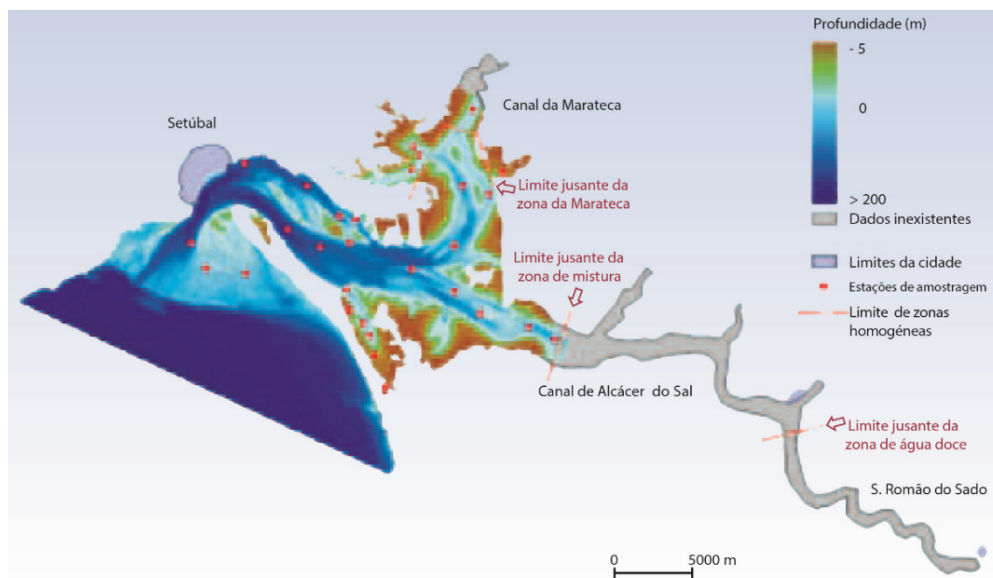 Profundidade (m)
- 5
0
> 200
Dados inexistentes
Limites da cidade
Estações de amostragem
Limite de zonas
homogéneas
Setúbal
Canal da Marateca
Limite jusante da
zona da Marateca
Limite jusante da
zona de mistura
Canal de Alcácer do Sal
Limite jusante da
zona de água doce
S. Romão do Sado
0 5000 m